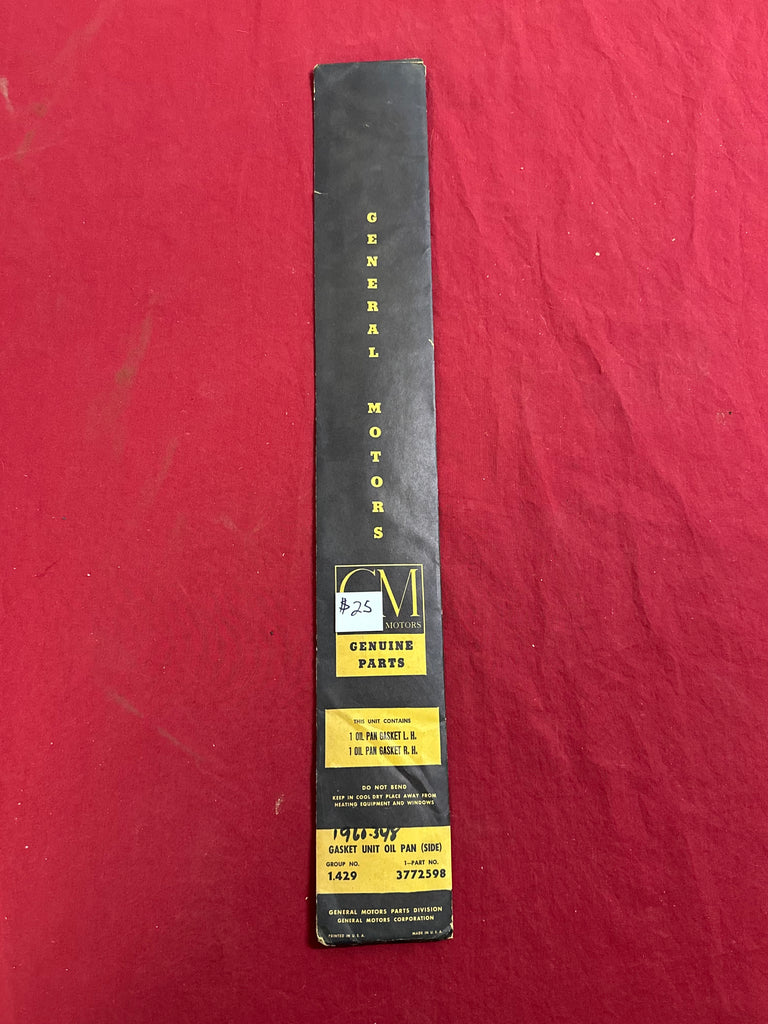 GENERAL MOTORS
GM
$25
MOTORS
GENUINE
PARTS
THIS UNIT CONTAINS
1 OIL PAN GASKET L. H.
1 OIL PAN GASKET R. H.
DO NOT BEND
KEEP IN COOL DRY PLACE AWAY FROM
HEATING EQUIPMENT AND WINDOWS
1960-348
GASKET UNIT OIL PAN (SIDE)
GROUP NO. 1-PART NO.
1.429 3772598
GENERAL MOTORS PARTS DIVISION
GENERAL MOTORS CORPORATION
PRINTED IN U.S.A. MADE IN U.S.A.